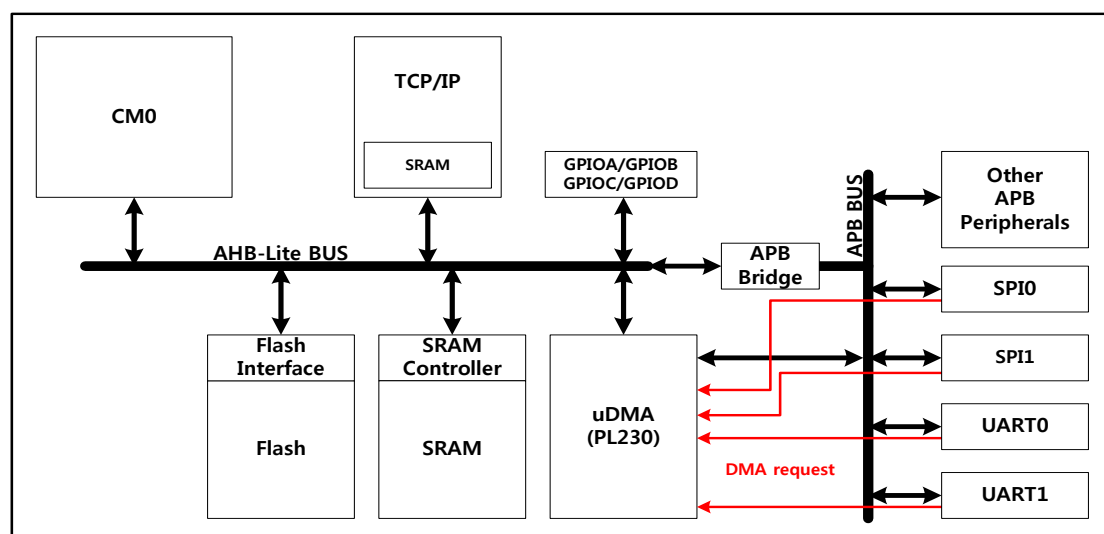 CM0
TCP/IP
SRAM
GPIOA/GPIOB
GPIOC/GPIOD
APB BUS
Other
APB
Peripherals
AHB-Lite BUS
APB
Bridge
SPI0
Flash
Interface
Flash
SRAM
Controller
SRAM
uDMA
(PL230)
SPI1
UART0
DMA request
UART1